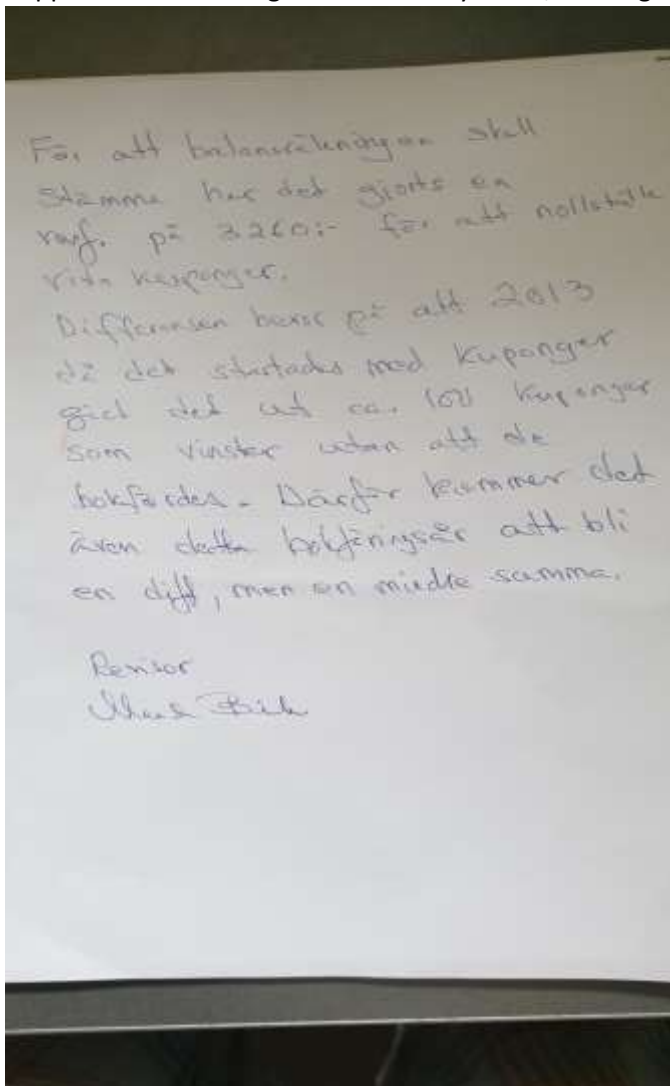 För att balansräkningen skall
stämma har det gjorts en
på 3260:- för att nollställa
vita kuponger.
Differensen beror på att 2013
då det startades med kuponger
gick det ut ca. kuponger
som vinster utan att de
bokfördes. Därför kommer det
även detta bokföringsår att bli
en diff, men en mindre summa.
Revisor